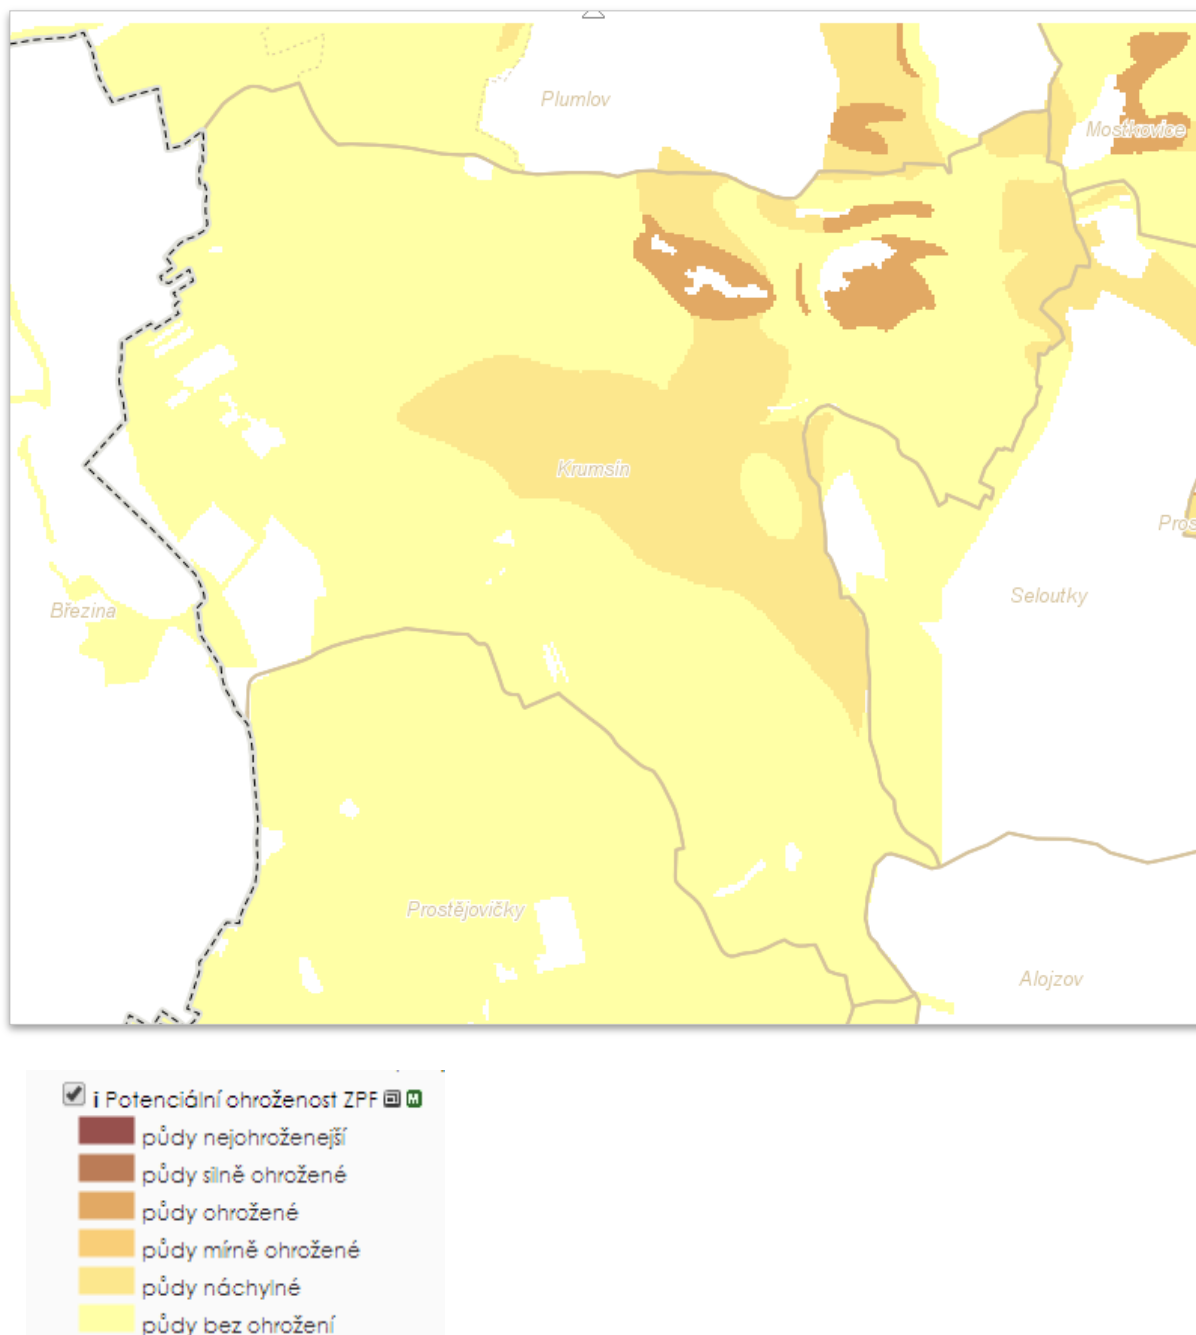 Plumlov
Mostkovice
Krumsín
Pros
Seloutky
Březina
Prostějovičky
Alojzov
i Potenciální ohroženost ZPF M
půdy nejohroženejší
půdy silně ohrožené
půdy ohrožené
půdy mírně ohrožené
půdy náchylné
půdy bez ohrožení